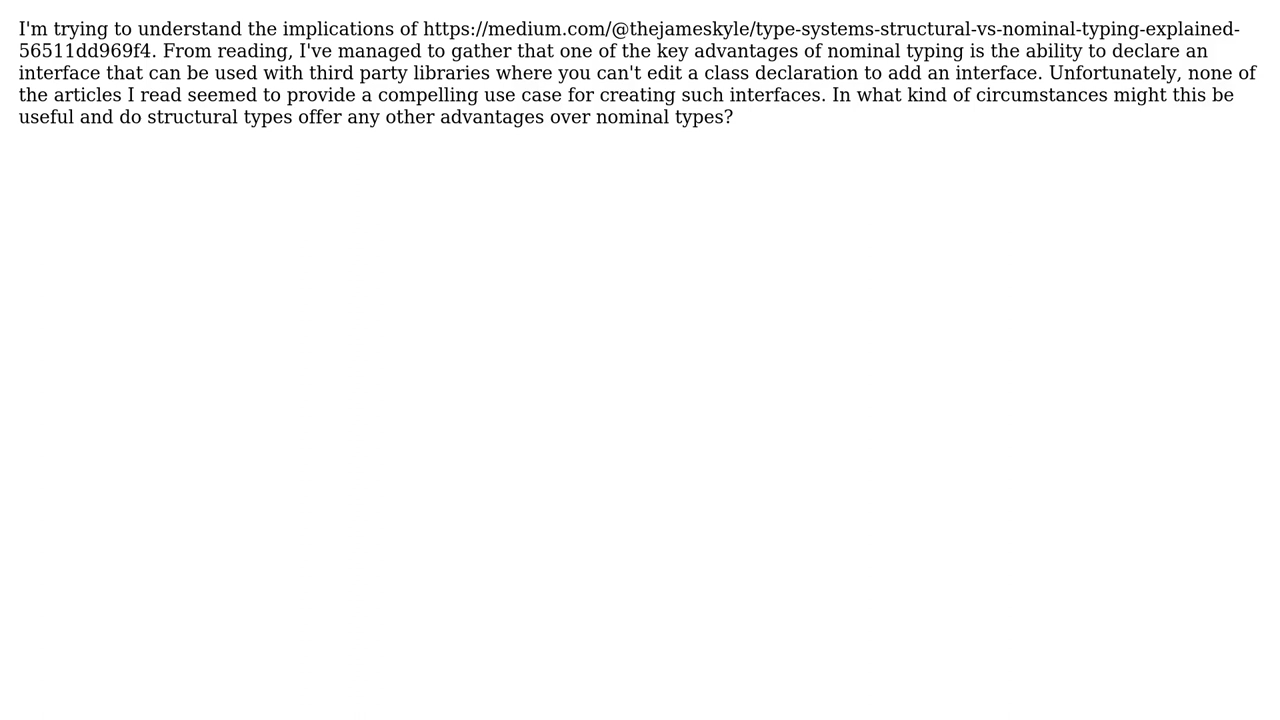 I'm trying to understand the implications of https://medium.com/@thejameskyle/type-systems-structural-vs-nominal-typing-explained-
56511dd969f4. From reading, I've managed to gather that one of the key advantages of nominal typing is the ability to declare an
interface that can be used with third party libraries where you can't edit a class declaration to add an interface. Unfortunately, none of
the articles I read seemed to provide a compelling use case for creating such interfaces. In what kind of circumstances might this be
useful and do structural types offer any other advantages over nominal types?